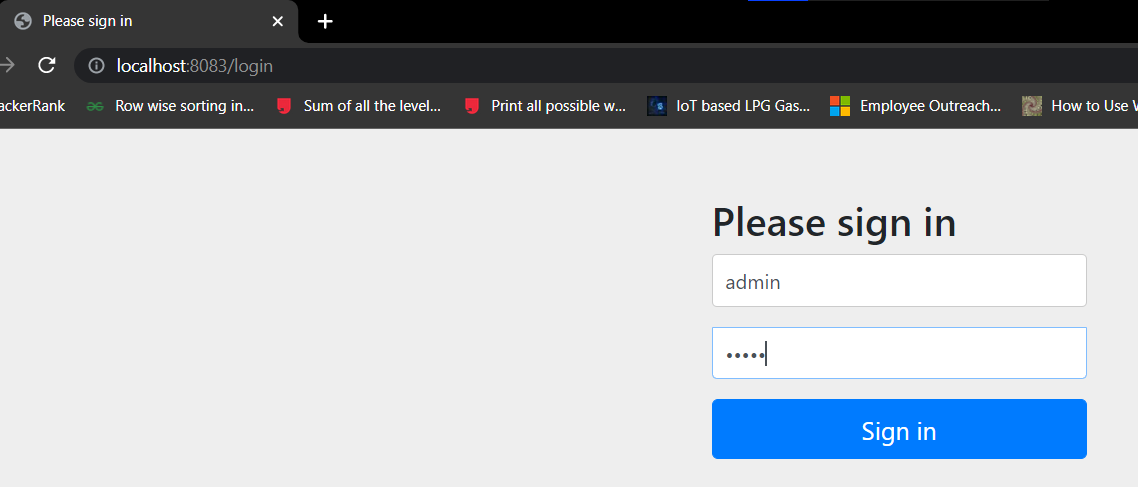 Please sign in
localhost:8083/login
ackerRank Row wise sorting in... Sum of all the level... Print all possible w... IoT based LPG Gas... Employee Outreach... How to Use
Please sign in
admin
•••••
Sign in